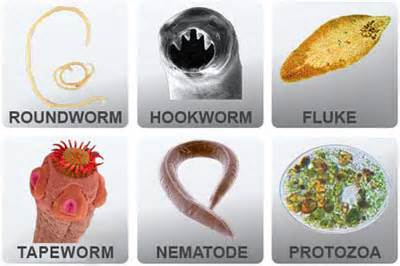 ROUNDWORM
HOOKWORM
FLUKE
TAPEWORM
NEMATODE
PROTOZOA